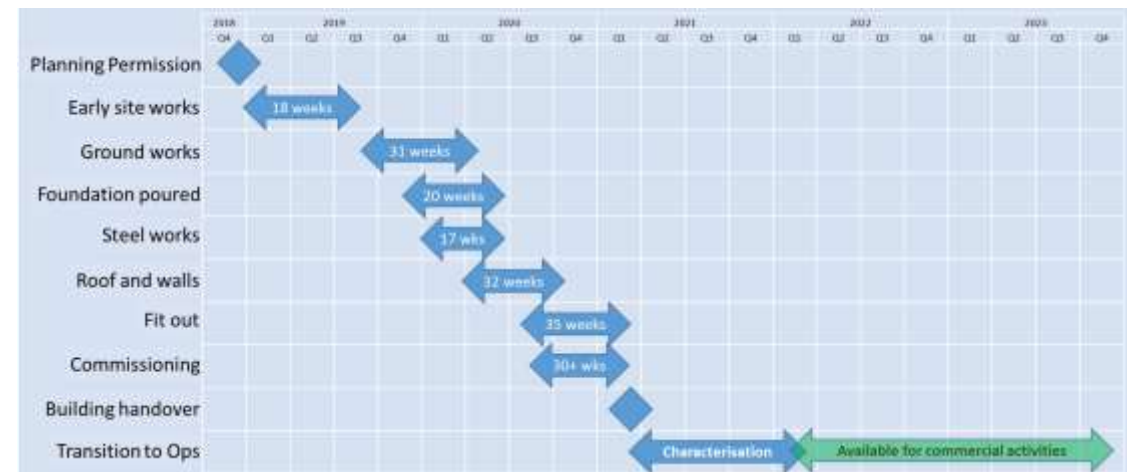 2018 2019 2020 2021 2022 2023
Q4 Q1 Q2 Q3 Q4 Q1 Q2 Q3 Q4 Q1 Q2 Q3 Q4 Q1 Q2 Q3 Q4 Q1 Q2 Q3 Q4
Planning Permission
Early site works 18 weeks
Ground works 31 weeks
Foundation poured 20 weeks
Steel works 17 wks
Roof and walls 32 weeks
Fit out 35 weeks
Commissioning 30+ wks
Building handover
Transition to Ops Characterisation Available for commercial activities